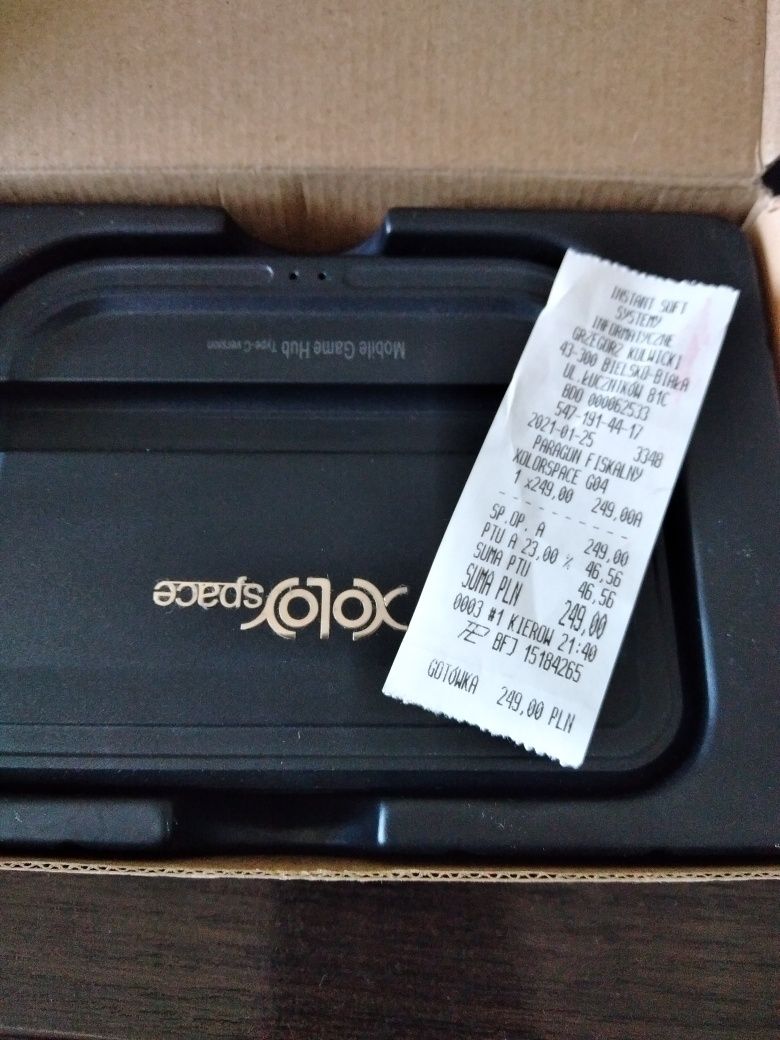 Mobile Game Hub Type-C version
xolorspace
INSTANT SOFT
SYSTEMY
INFORMATYCZNE
GRZEGORZ KULWICKI
43-300 BIELSKO-BIAŁA
UL.ŁUCZNIKÓW 81C
BDO 000062533
547-191-44-17
2021-01-25 3348
PARAGON FISKALNY
XOLORSPACE G04
1 x249,00 249,00A
SP.OP. A 249,00
PTU A 23,00 % 46,56
SUMA PTU 46,56
SUMA PLN 249,00
0003 #1 KIEROW 21:40
BFJ 15184265
GOTÓWKA 249,00 PLN